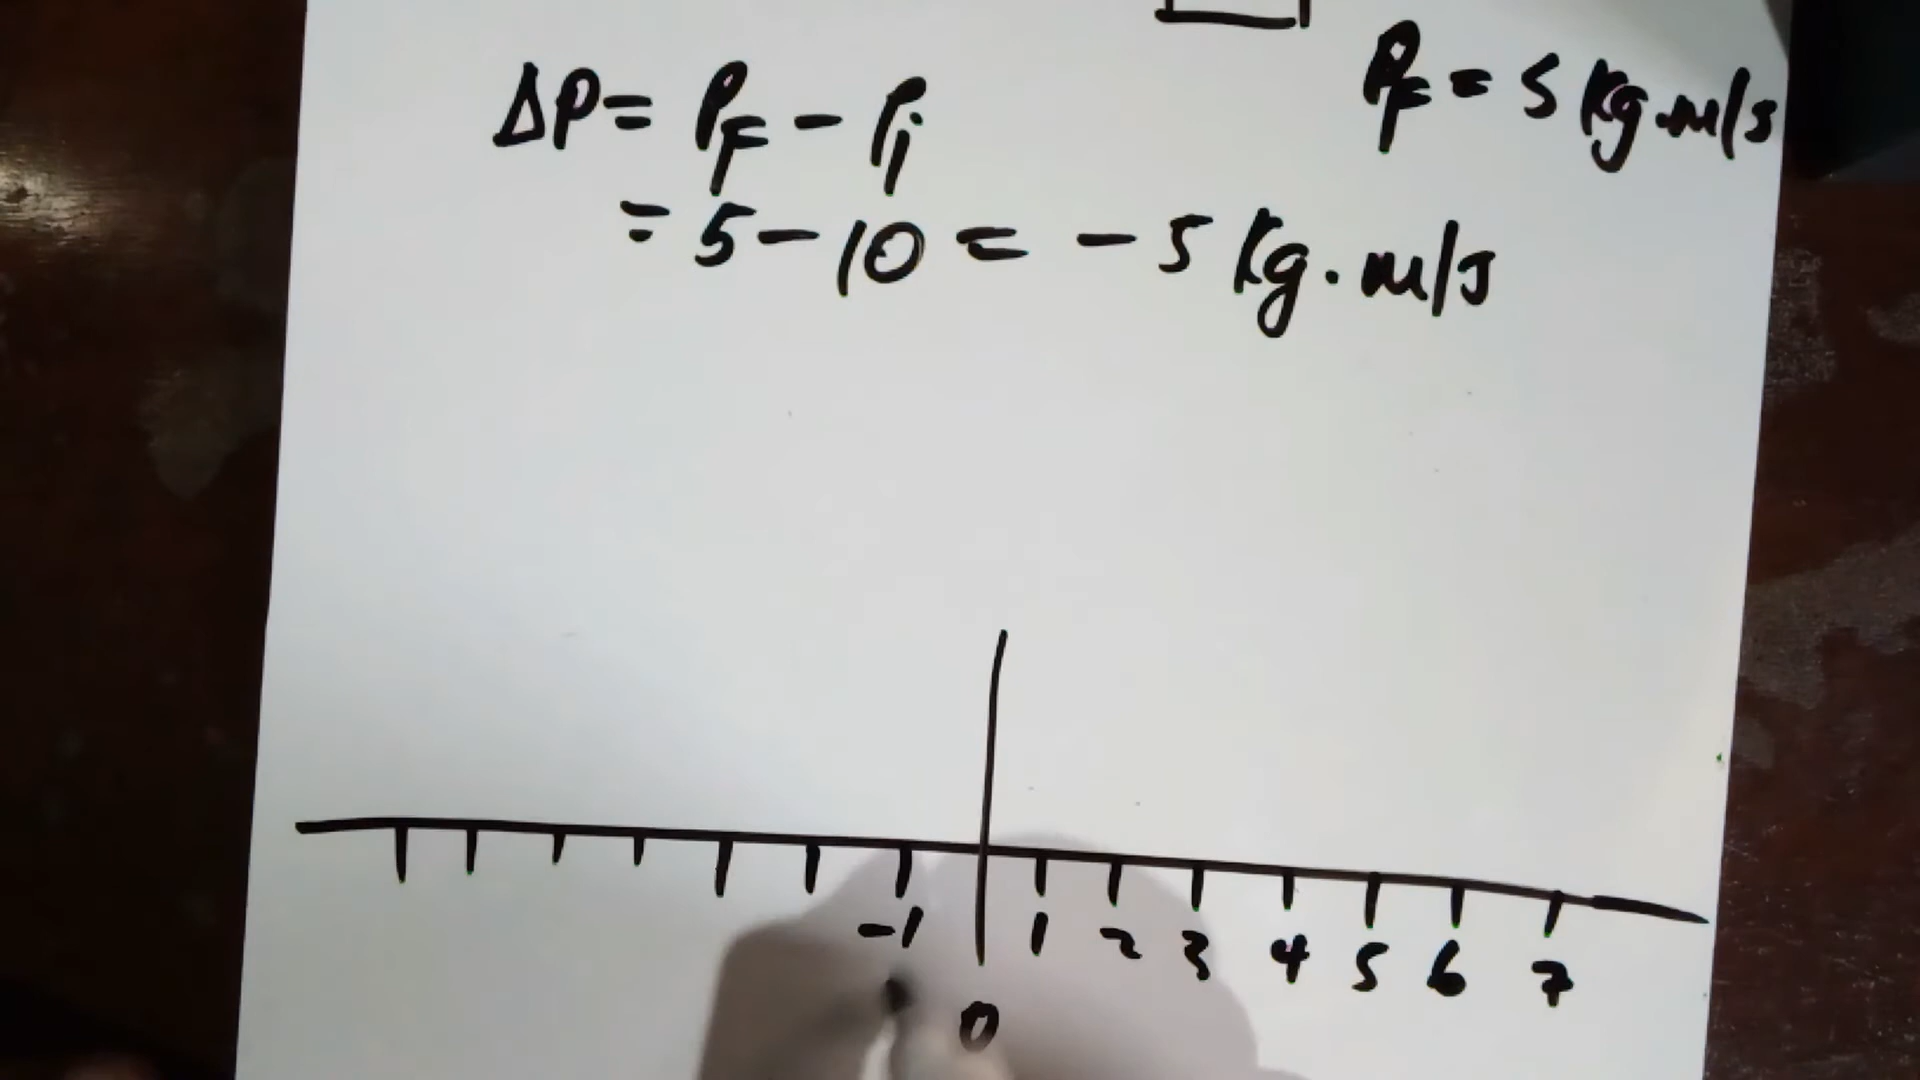 P_F = 5 kg.m/s
ΔP = P_F - P_i
= 5 - 10 = - 5 kg.m/s
-1 0 1 2 3 4 5 6 7